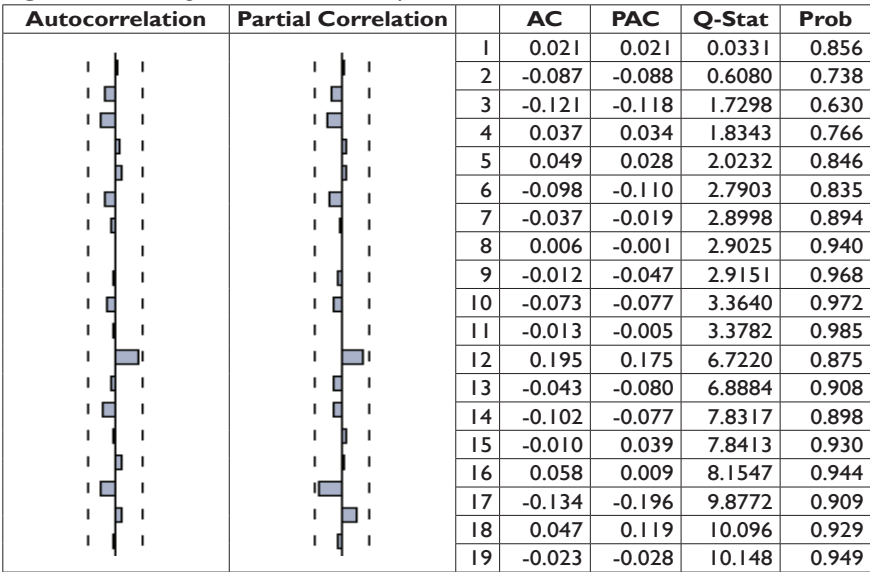 Autocorrelation Partial Correlation AC PAC Q-Stat Prob
1 0.021 0.021 0.0331 0.856
2 -0.087 -0.088 0.6080 0.738
3 -0.121 -0.118 1.7298 0.630
4 0.037 0.034 1.8343 0.766
5 0.049 0.028 2.0232 0.846
6 -0.098 -0.110 2.7903 0.835
7 -0.037 -0.019 2.8998 0.894
8 0.006 -0.001 2.9025 0.940
9 -0.012 -0.047 2.9151 0.968
10 -0.073 -0.077 3.3640 0.972
11 -0.013 -0.005 3.3782 0.985
12 0.195 0.175 6.7220 0.875
13 -0.043 -0.080 6.8884 0.908
14 -0.102 -0.077 7.8317 0.898
15 -0.010 0.039 7.8413 0.930
16 0.058 0.009 8.1547 0.944
17 -0.134 -0.196 9.8772 0.909
18 0.047 0.119 10.096 0.929
19 -0.023 -0.028 10.148 0.949